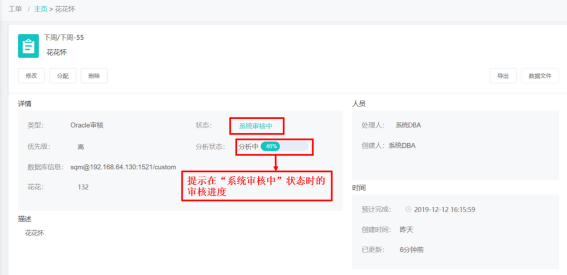 工单 / 主页 > 花花怀
下周/下周-55
花花怀
修改 分配 删除 导出 数据文件
详情
类型: Oracle审核 状态: 系统审核中
优先级: 高 分析状态: 分析中 40%
数据库信息: sqm@192.168.64.130:1521/custom
花花: 132
提示在“系统审核中”状态时的
审核进度
描述
花花怀
人员
处理人: 系统DBA
创建人: 系统DBA
时间
预计完成: 2019-12-12 16:15:59
创建时间: 昨天
已更新: 6分钟前